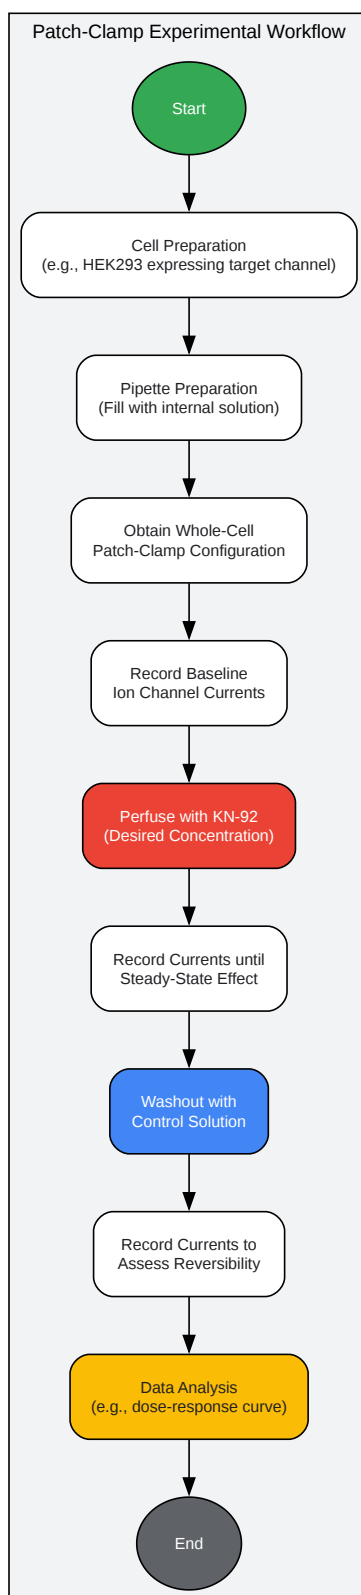 Patch-Clamp Experimental Workflow
Start
Cell Preparation
(e.g., HEK293 expressing target channel)
Pipette Preparation
(Fill with internal solution)
Obtain Whole-Cell
Patch-Clamp Configuration
Record Baseline
Ion Channel Currents
Perfuse with KN-92
(Desired Concentration)
Record Currents until
Steady-State Effect
Washout with
Control Solution
Record Currents to
Assess Reversibility
Data Analysis
(e.g., dose-response curve)
End